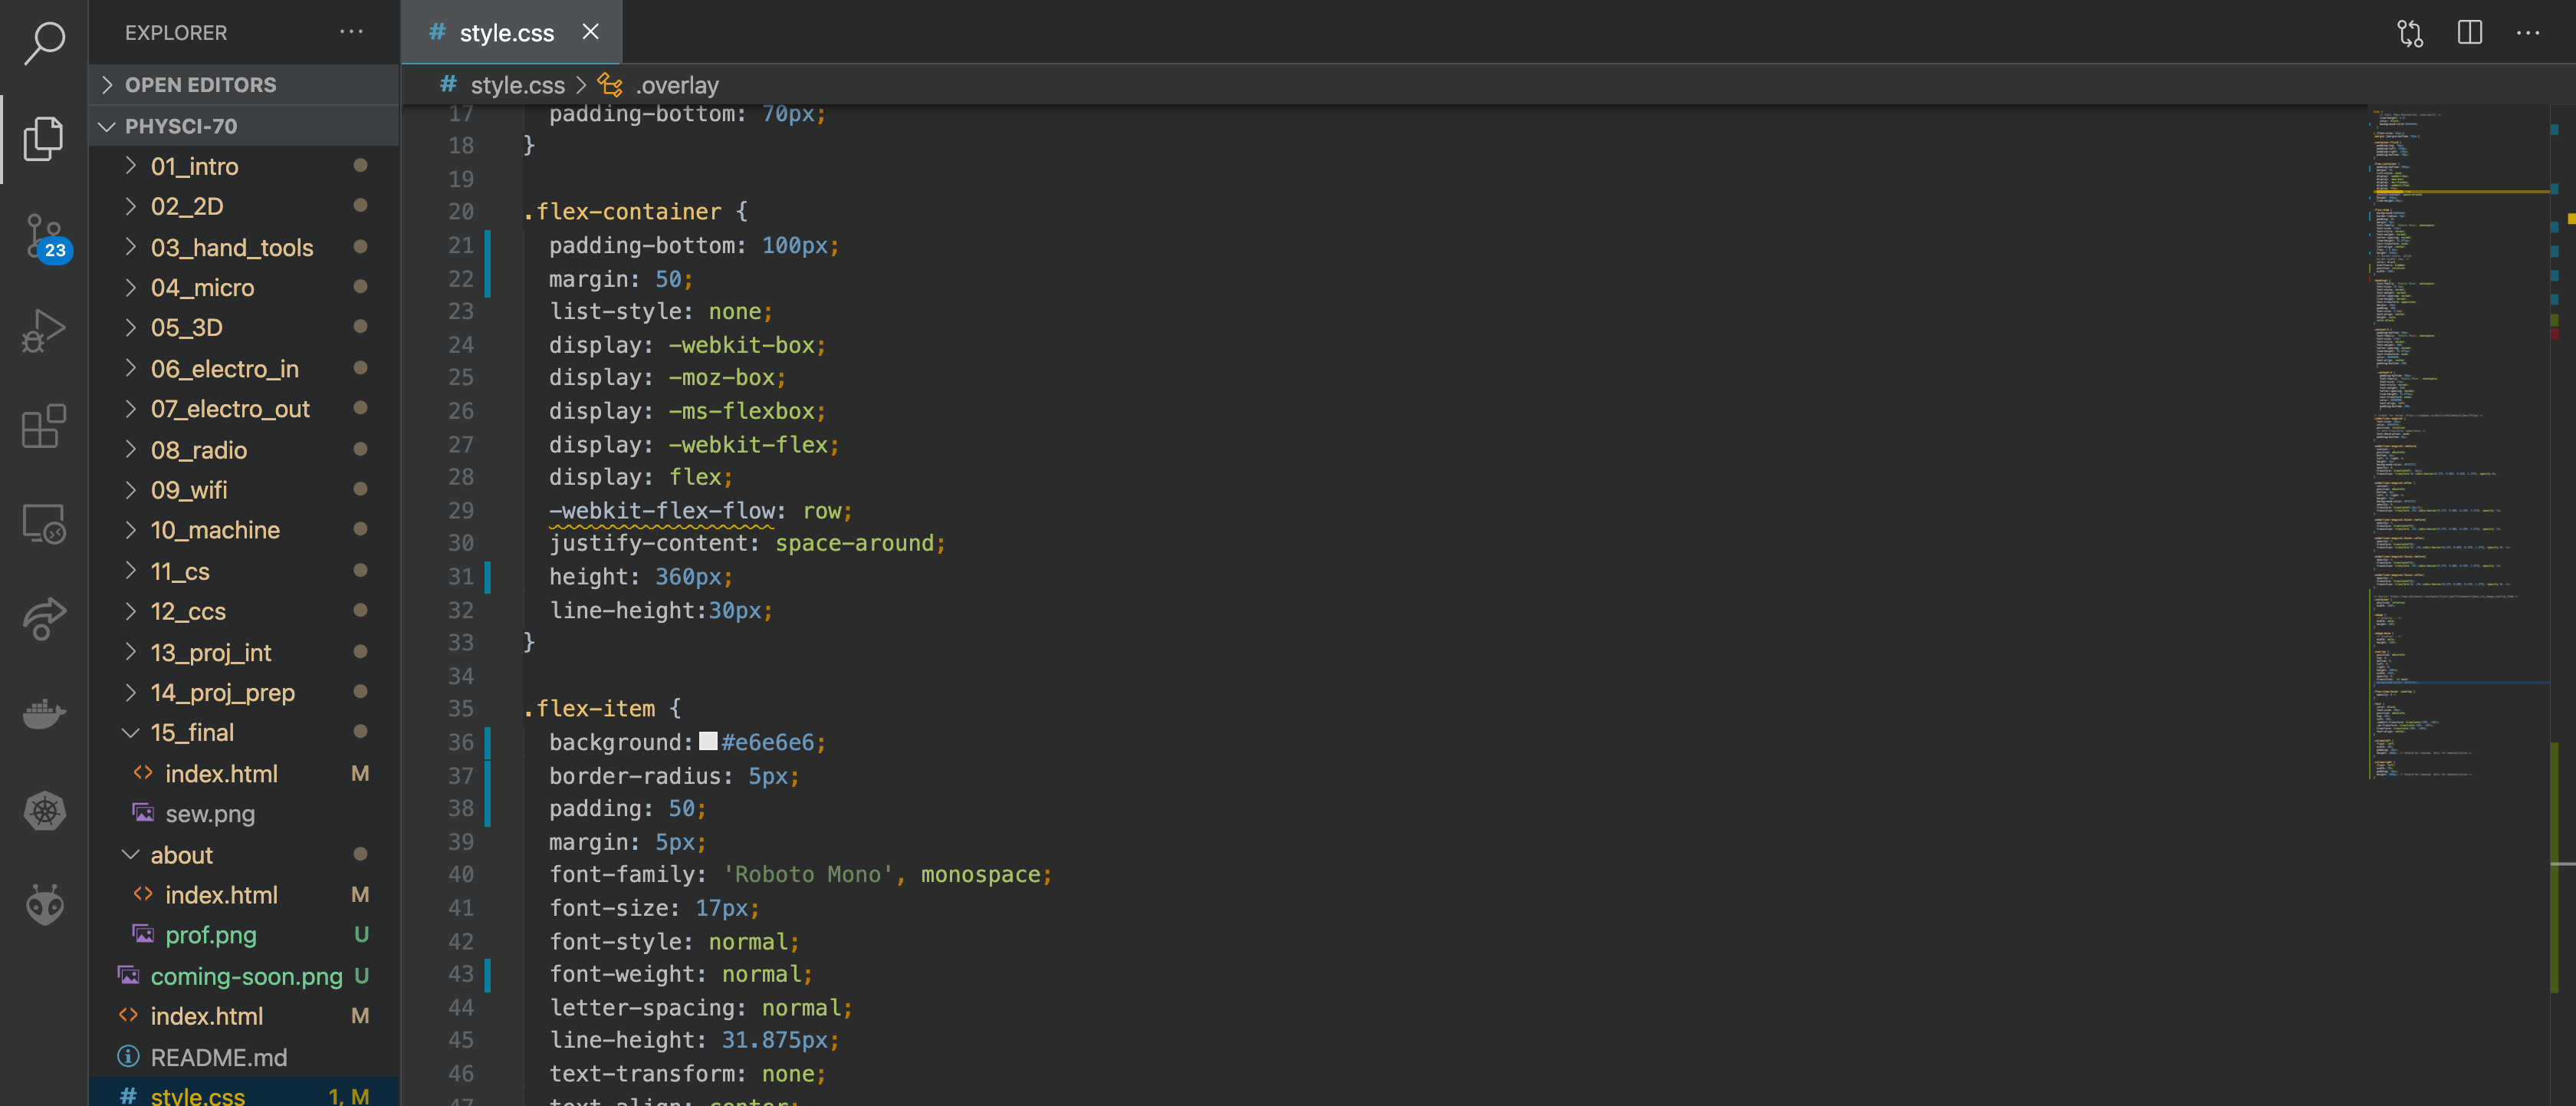 EXPLORER
OPEN EDITORS
PHYSCI-70
01_intro
02_2D
03_hand_tools
04_micro
05_3D
06_electro_in
07_electro_out
08_radio
09_wifi
10_machine
11_cs
12_ccs
13_proj_int
14_proj_prep
15_final
index.html M
sew.png
about
index.html M
prof.png U
coming-soon.png U
index.html M
README.md
# style.css 1, M
23
# style.css
# style.css > .overlay
17 padding-bottom: 70px;
18 }
19
20 .flex-container {
21 padding-bottom: 100px;
22 margin: 50;
23 list-style: none;
24 display: -webkit-box;
25 display: -moz-box;
26 display: -ms-flexbox;
27 display: -webkit-flex;
28 display: flex;
29 -webkit-flex-flow: row;
30 justify-content: space-around;
31 height: 360px;
32 line-height:30px;
33 }
34
35 .flex-item {
36 background: #e6e6e6;
37 border-radius: 5px;
38 padding: 50;
39 margin: 5px;
40 font-family: 'Roboto Mono', monospace;
41 font-size: 17px;
42 font-style: normal;
43 font-weight: normal;
44 letter-spacing: normal;
45 line-height: 31.875px;
46 text-transform: none;
47 text-align: center;